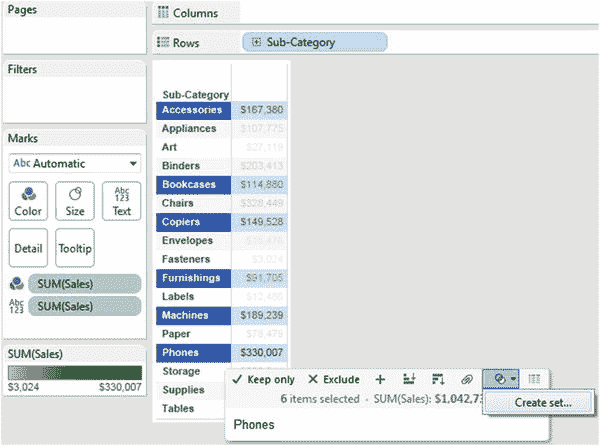 Pages
Columns
Rows
Sub-Category
Filters
Marks
Abc Automatic
Color
Size
Abc
123
Text
Detail
Tooltip
SUM(Sales)
Abc
123
SUM(Sales)
SUM(Sales)
$3,024 $330,007
Sub-Category
Accessories $167,380
Appliances $107,775
Art $27,119
Binders $203,413
Bookcases $114,880
Chairs $328,449
Copiers $149,528
Envelopes
Fasteners $3,024
Furnishings $91,705
Labels $12,486
Machines $189,239
Paper $78,479
Phones $330,007
Storage
Supplies
Tables
Keep only Exclude
6 items selected · SUM(Sales): $1,042,73
Create set...
Phones